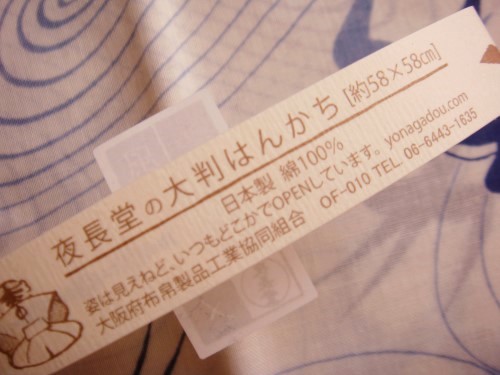 夜長堂の大判はんかち [約58×58㎝]
日本製 綿100%
姿は見えねど、いつもどこかでOPENしています。yonagadou.com
大阪府布帛製品工業協同組合 OF-010 TEL 06-6443-1635